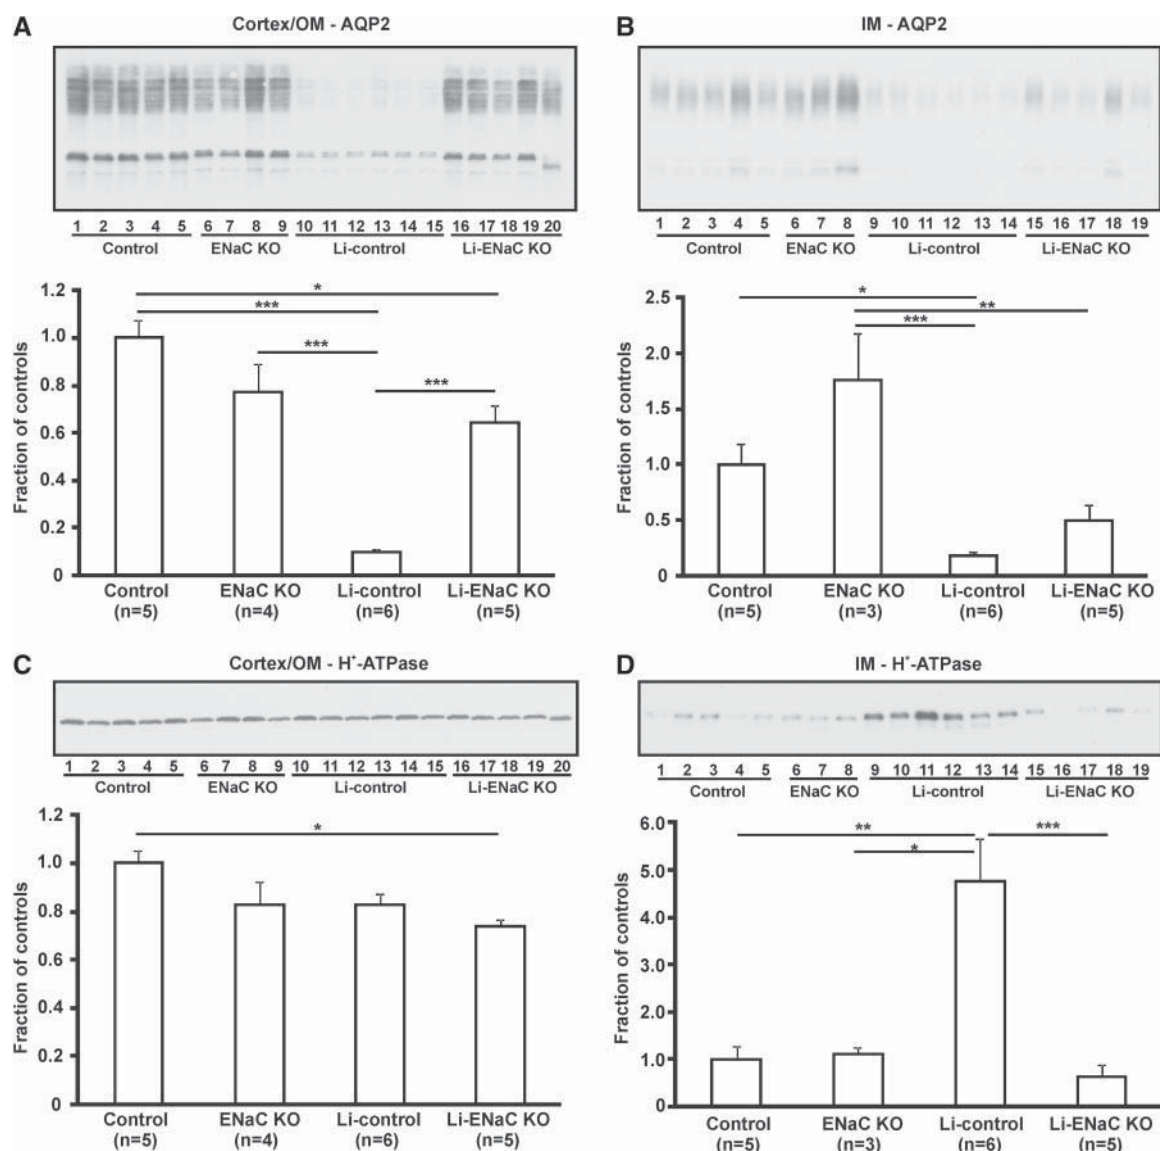 A
Cortex/OM - AQP2
1 2 3 4 5 6 7 8 9 10 11 12 13 14 15 16 17 18 19 20
Control ENaC KO Li-control Li-ENaC KO
Fraction of controls
1.2
1.0
0.8
0.6
0.4
0.2
0
*
***
***
***
Control ENaC KO Li-control Li-ENaC KO
(n=5) (n=4) (n=6) (n=5)
B
IM - AQP2
1 2 3 4 5 6 7 8 9 10 11 12 13 14 15 16 17 18 19
Control ENaC KO Li-control Li-ENaC KO
Fraction of controls
2.5
2.0
1.5
1.0
0.5
0
*
**
***
Control ENaC KO Li-control Li-ENaC KO
(n=5) (n=3) (n=6) (n=5)
C
Cortex/OM - H⁺-ATPase
1 2 3 4 5 6 7 8 9 10 11 12 13 14 15 16 17 18 19 20
Control ENaC KO Li-control Li-ENaC KO
Fraction of controls
1.2
1.0
0.8
0.6
0.4
0.2
0
*
Control ENaC KO Li-control Li-ENaC KO
(n=5) (n=4) (n=6) (n=5)
D
IM - H⁺-ATPase
1 2 3 4 5 6 7 8 9 10 11 12 13 14 15 16 17 18 19
Control ENaC KO Li-control Li-ENaC KO
Fraction of controls
6.0
5.0
4.0
3.0
2.0
1.0
0
** ***
*
Control ENaC KO Li-control Li-ENaC KO
(n=5) (n=3) (n=6) (n=5)